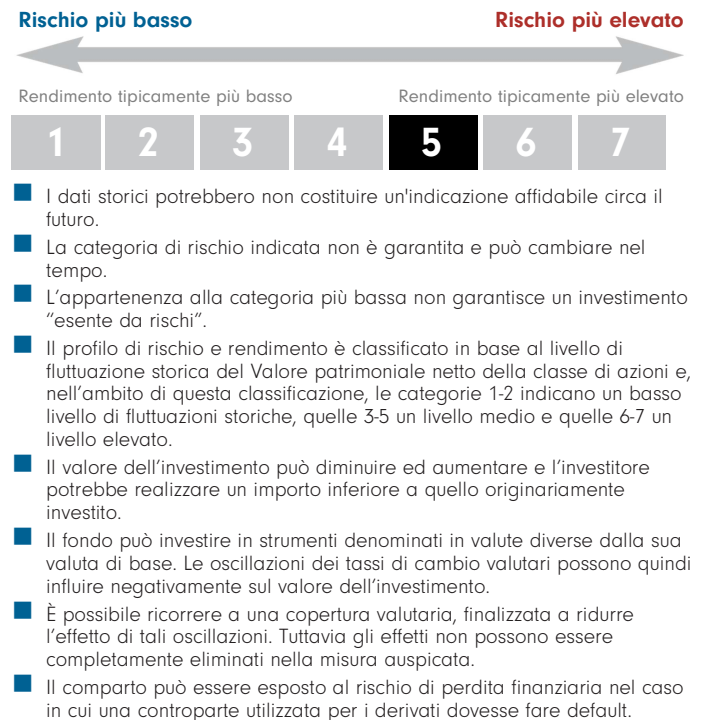 Rischio più basso Rischio più elevato
Rendimento tipicamente più basso Rendimento tipicamente più elevato
1 2 3 4 5 6 7
I dati storici potrebbero non costituire un'indicazione affidabile circa il
futuro.
La categoria di rischio indicata non è garantita e può cambiare nel
tempo.
L’appartenenza alla categoria più bassa non garantisce un investimento
“esente da rischi”.
Il profilo di rischio e rendimento è classificato in base al livello di
fluttuazione storica del Valore patrimoniale netto della classe di azioni e,
nell’ambito di questa classificazione, le categorie 1-2 indicano un basso
livello di fluttuazioni storiche, quelle 3-5 un livello medio e quelle 6-7 un
livello elevato.
Il valore dell’investimento può diminuire ed aumentare e l’investitore
potrebbe realizzare un importo inferiore a quello originariamente
investito.
Il fondo può investire in strumenti denominati in valute diverse dalla sua
valuta di base. Le oscillazioni dei tassi di cambio valutari possono quindi
influire negativamente sul valore dell’investimento.
È possibile ricorrere a una copertura valutaria, finalizzata a ridurre
l’effetto di tali oscillazioni. Tuttavia gli effetti non possono essere
completamente eliminati nella misura auspicata.
Il comparto può essere esposto al rischio di perdita finanziaria nel caso
in cui una controparte utilizzata per i derivati dovesse fare default.